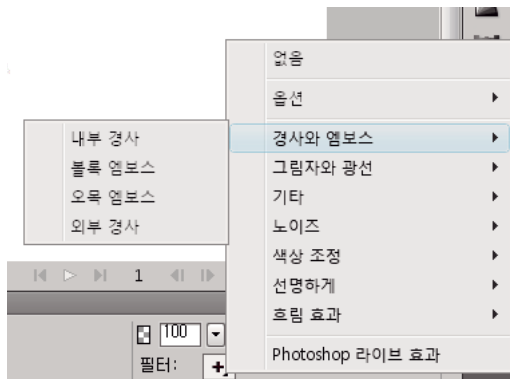 없음
옵션
경사와 엠보스
그림자와 광선
기타
노이즈
색상 조정
선명하게
흐림 효과
Photoshop 라이브 효과
내부 경사
볼록 엠보스
오목 엠보스
외부 경사
1
100
필터: